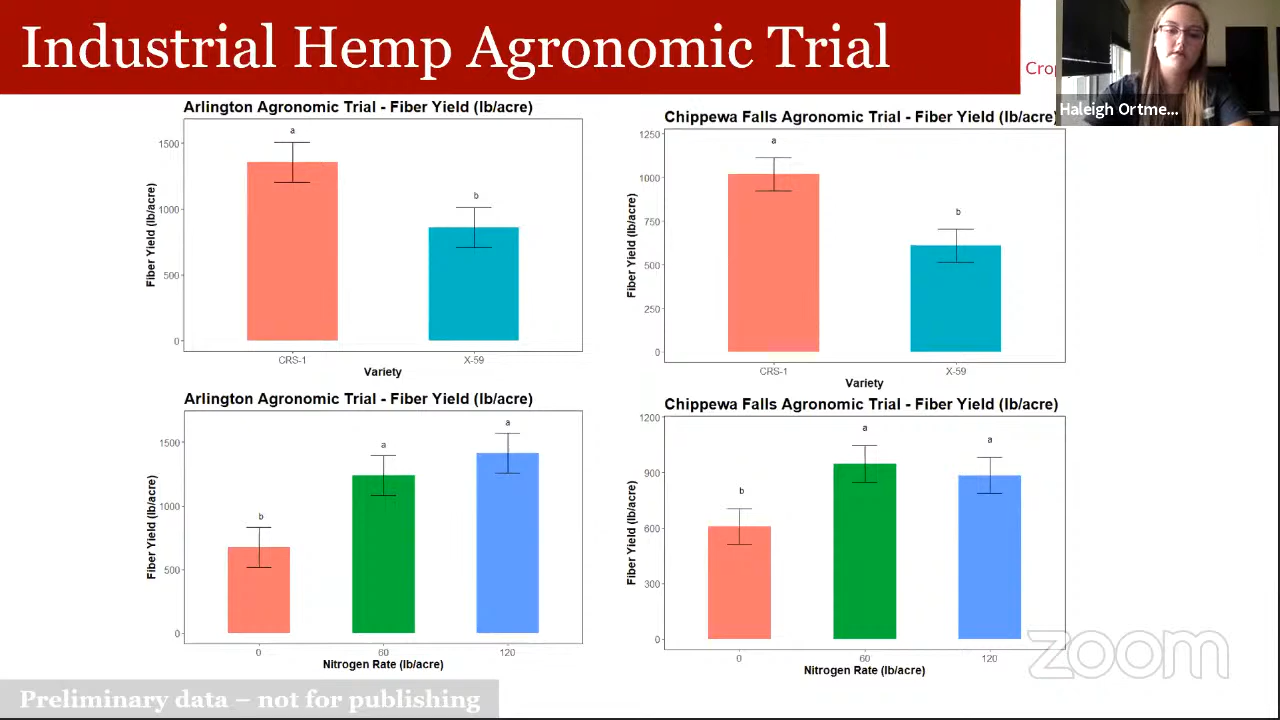 Industrial Hemp Agronomic Trial
Haleigh Ortme...
Arlington Agronomic Trial - Fiber Yield (lb/acre)
a
b
1500
1000
500
0
Fiber Yield (lb/acre)
CRS-1
X-59
Variety
Chippewa Falls Agronomic Trial - Fiber Yield (lb/acre)
a
b
1250
1000
750
500
250
0
Fiber Yield (lb/acre)
CRS-1
X-59
Variety
Arlington Agronomic Trial - Fiber Yield (lb/acre)
b
a
a
1500
1000
500
0
Fiber Yield (lb/acre)
0
60
120
Nitrogen Rate (lb/acre)
Chippewa Falls Agronomic Trial - Fiber Yield (lb/acre)
b
a
a
1200
900
600
300
0
Fiber Yield (lb/acre)
0
60
120
Nitrogen Rate (lb/acre)
zoom
Preliminary data – not for publishing